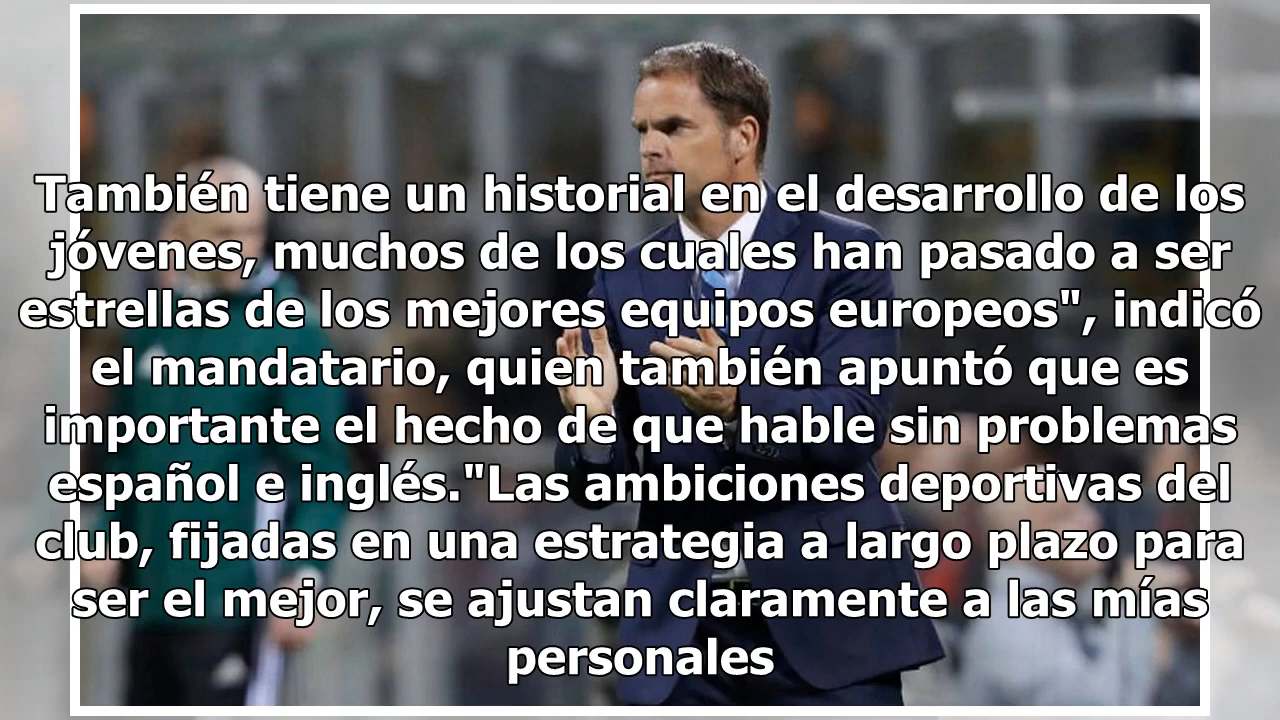 También tiene un historial en el desarrollo de los
jóvenes, muchos de los cuales han pasado a ser
estrellas de los mejores equipos europeos", indicó
el mandatario, quien también apuntó que es
importante el hecho de que hable sin problemas
español e inglés."Las ambiciones deportivas del
club, fijadas en una estrategia a largo plazo para
ser el mejor, se ajustan claramente a las mías
personales